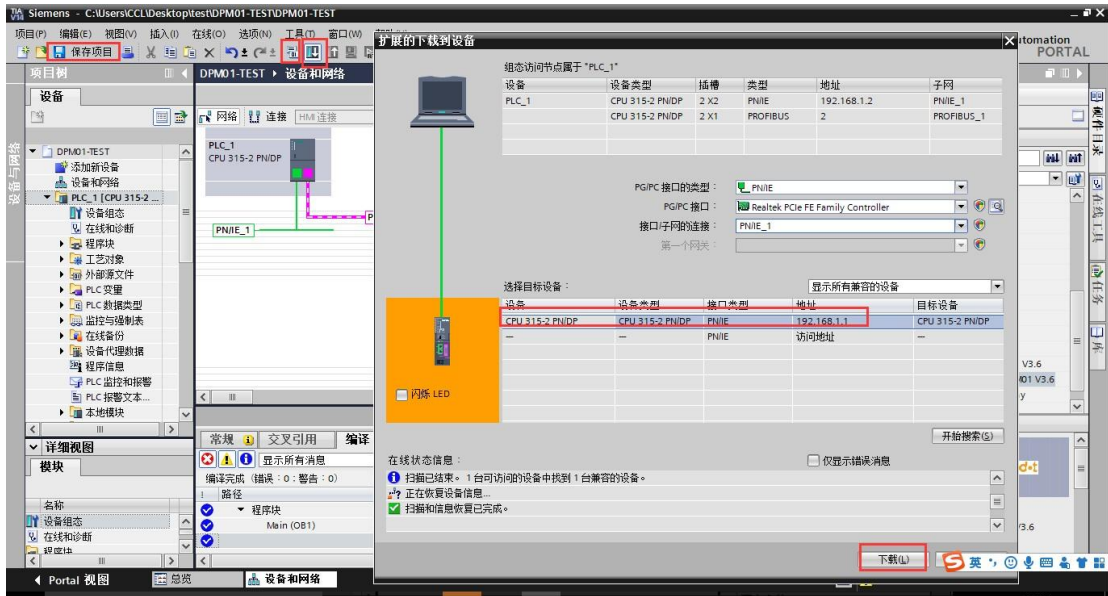 Siemens - C:\Users\CCL\Desktop\test\DPM01-TEST\DPM01-TEST
项目(P) 编辑(E) 视图(V) 插入(I) 在线(O) 选项(N) 工具(T) 窗口(W)
保存项目
utomation
PORTAL
项目树
DPM01-TEST ▸ 设备和网络
设备
网络 连接 HMI 连接
设备与网络
DPM01-TEST
添加新设备
设备和网络
PLC_1 [CPU 315-2 ...
设备组态
在线和诊断
程序块
工艺对象
外部源文件
PLC 变量
PLC 数据类型
监控与强制表
在线备份
设备代理数据
程序信息
PLC 监控和报警
PLC 报警文本...
本地模块
PLC_1
CPU 315-2 PN/DP
PN/IE_1
详细视图
模块
名称
设备组态
在线和诊断
程序块
常规 交叉引用 编译
显示所有消息
编译完成（错误：0；警告：0）
! 路径
程序块
Main (OB1)
扩展的下载到设备
组态访问节点属于 "PLC_1"
设备 设备类型 插槽 类型 地址 子网
PLC_1 CPU 315-2 PN/DP 2 X2 PN/IE 192.168.1.2 PN/IE_1
CPU 315-2 PN/DP 2 X1 PROFIBUS 2 PROFIBUS_1
PG/PC 接口的类型： PN/IE
PG/PC 接口： Realtek PCIe FE Family Controller
接口/子网的连接： PN/IE_1
第一个网关：
选择目标设备： 显示所有兼容的设备
设备 设备类型 接口类型 地址 目标设备
CPU 315-2 PN/DP CPU 315-2 PN/DP PN/IE 192.168.1.1 CPU 315-2 PN/DP
— — PN/IE 访问地址 —
闪烁 LED
开始搜索(S)
在线状态信息： 仅显示错误消息
扫描已结束。1 台可访问的设备中找到 1 台兼容的设备。
正在恢复设备信息...
扫描和信息恢复已完成。
下载(L)
硬件目录
在线工具
任务
库
V3.6
M01 V3.6
d•t
3.6
英
Portal 视图 总览 设备和网络